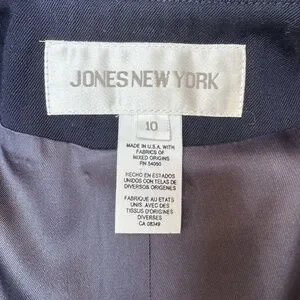 JONES NEW YORK
10
MADE IN U.S.A. WITH
FABRICS OF
MIXED ORIGINS
RN 54050
HECHO EN ESTADOS
UNIDOS CON TELAS DE
DIVERSOS ORIGENES
FABRIQUE AU ETATS
UNIS AVEC DES
TISSUS D'ORIGINES
DIVERSES
CA 08349